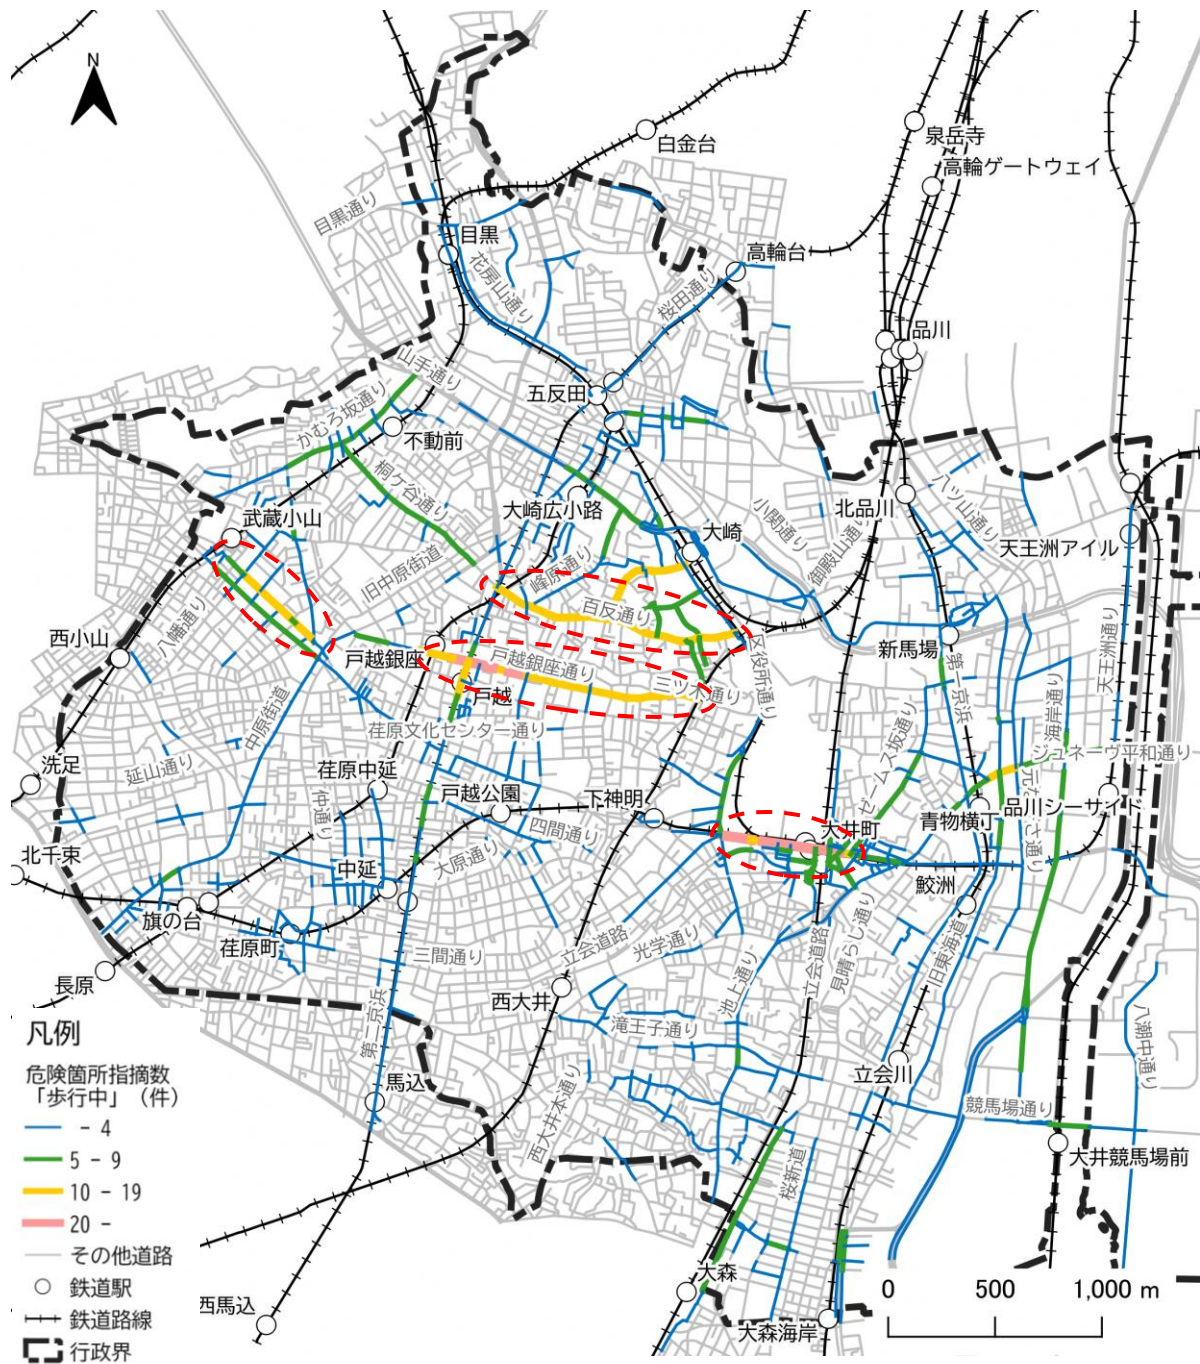 N
白金台
泉岳寺
高輪ゲートウェイ
目黒通り
目黒
花房山通り
高輪台
桜田通り
品川
山手通り
五反田
かむろ坂通り
不動前
桐ケ谷通り
武蔵小山
大崎広小路
大崎
小関通り
御殿山通り
北品川
八ツ山通り
天王洲アイル
旧中原街道
峰原通り
百反通り
八幡通り
西小山
戸越銀座
戸越銀座通り
三ツ木通り
区役所通り
新馬場
第一京浜
海岸通り
天王洲通り
戸越
荏原文化センター通り
中原街道
ゼームス坂通り
ジュネーヴ平和通り
洗足
延山通り
荏原中延
仲通り
戸越公園
下神明
四間通り
大井町
青物横丁
品川シーサイド
元なぎさ通り
北千束
中延
大原通り
鮫洲
旗の台
荏原町
三間通り
立会道路
光学通り
池上通り
立会道路
見晴らし通り
旧東海道
長原
西大井
第二京浜
滝王子通り
八潮中通り
立会川
馬込
西大井本通り
競馬場通り
桜新道
大井競馬場前
凡例
危険箇所指摘数
「歩行中」（件）
- 4
5 - 9
10 - 19
20 -
その他道路
鉄道駅
鉄道路線
行政界
西馬込
大森
大森海岸
0 500 1,000 m